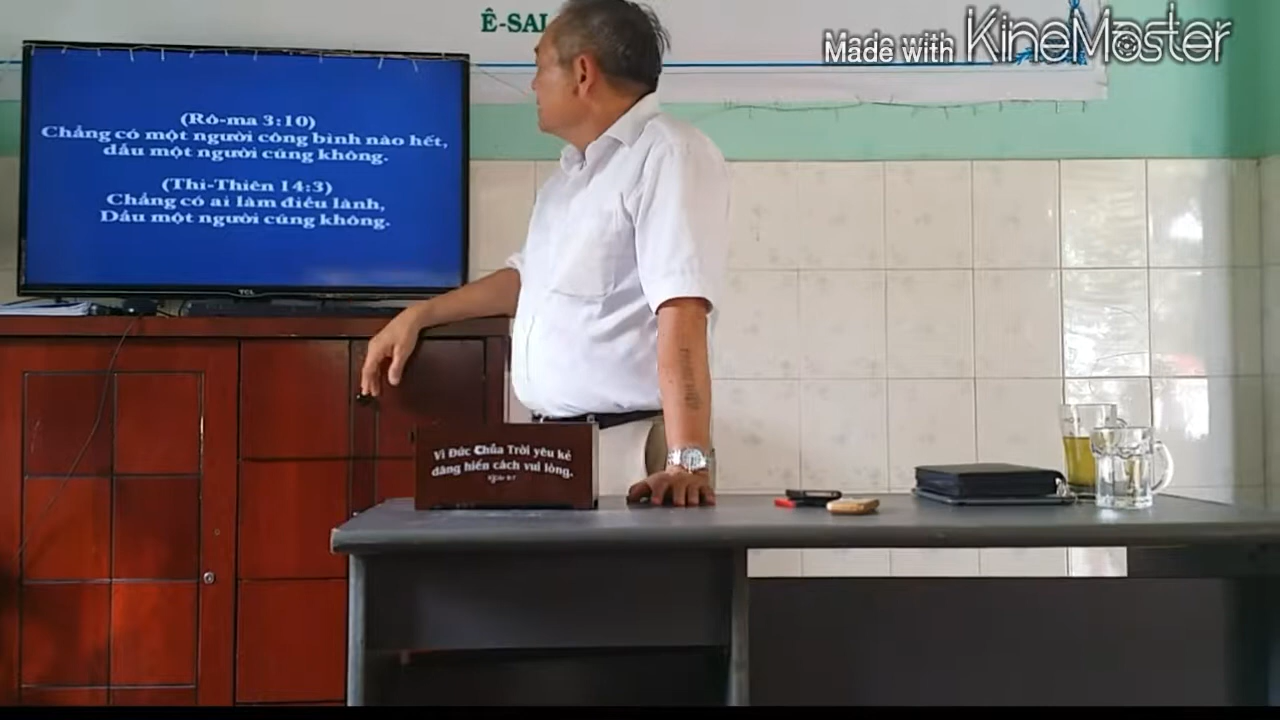 Ê-SAI
Made with KineMaster
(Rô-ma 3:10)
Chẳng có một người công bình nào hết,
dẫu một người cũng không.
(Thi-Thiên 14:3)
Chẳng có ai làm điều lành,
Dẫu một người cũng không.
TCL
Vì Đức Chúa Trời yêu kẻ
dâng hiến cách vui lòng.